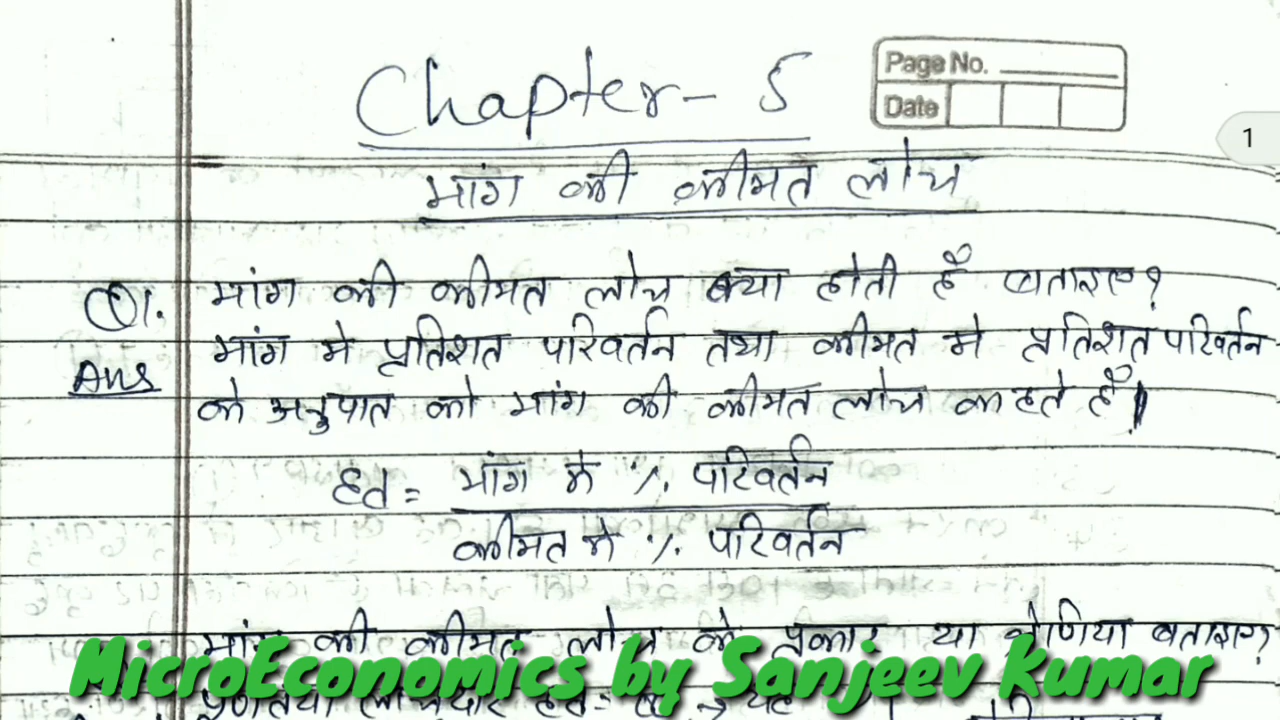 Chapter - 5
Page No.
Date
1
मांग की कीमत लोच
Q1. मांग की कीमत लोच क्या होती है बताइए?
Ans मांग मे प्रतिशत परिवर्तन तथा कीमत मे प्रतिशत परिवर्तन
के अनुपात को मांग की कीमत लोच कहते हैं।
Ed = मांग मे % परिवर्तन
कीमत मे % परिवर्तन
मांग की कीमत लोच के प्रकार या श्रेणिया बताइए?
MicroEconomics by Sanjeev Kumar
पूर्णतया लोचदार